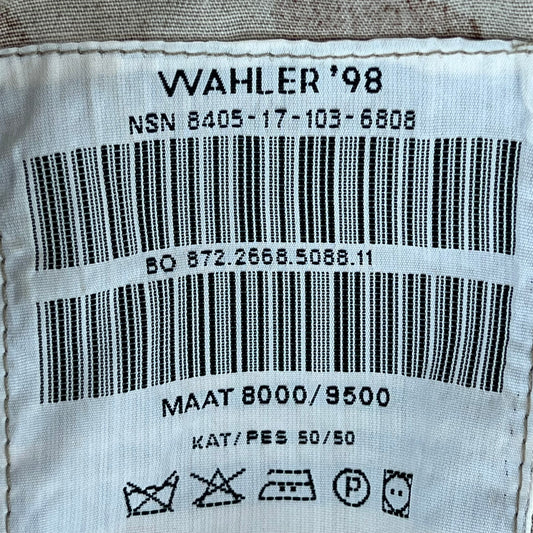 WAHLER '98
NSN 8405-17-103-6808
BO 872.2668.5088.11
MAAT 8000/9500
KAT/PES 50/50
P